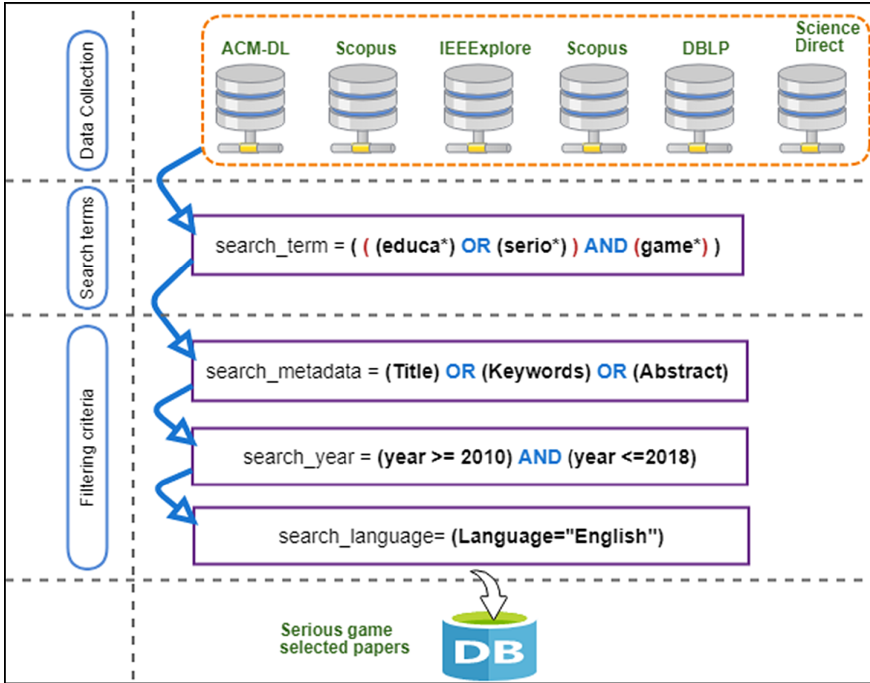 Data Collection
ACM-DL
Scopus
IEEExplore
Scopus
DBLP
Science
Direct
Search terms
search_term = ( ( (educa*) OR (serio*) ) AND (game*) )
Filtering criteria
search_metadata = (Title) OR (Keywords) OR (Abstract)
search_year = (year >= 2010) AND (year <=2018)
search_language= (Language="English")
Serious game
selected papers
DB